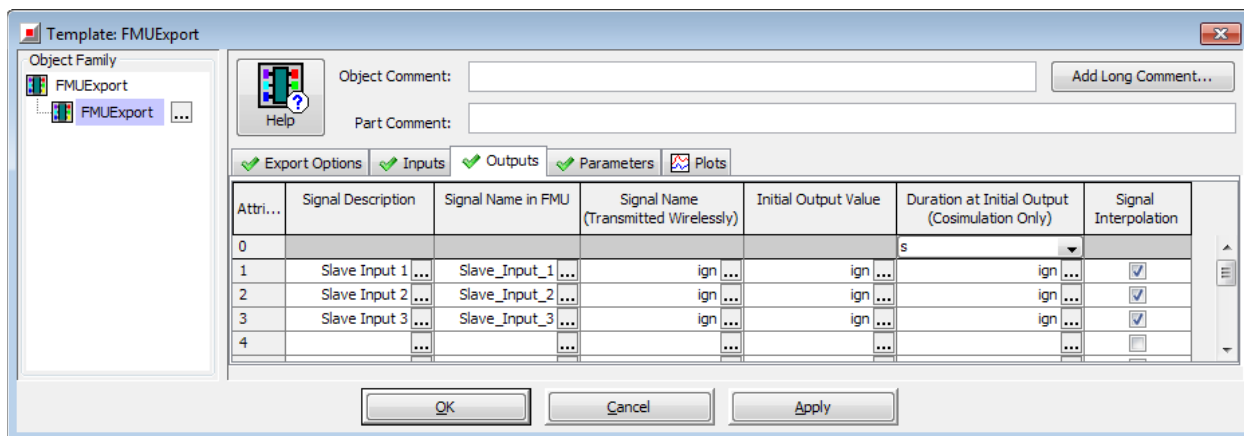 Template: FMUExport
Object Family
FMUExport
FMUExport ...
Help
Object Comment:
Add Long Comment...
Part Comment:
Export Options Inputs Outputs Parameters Plots
Attri... Signal Description Signal Name in FMU Signal Name (Transmitted Wirelessly) Initial Output Value Duration at Initial Output (Cosimulation Only) Signal Interpolation
0 s
1 Slave Input 1 ... Slave_Input_1 ... ign ... ign ... ign ...
2 Slave Input 2 ... Slave_Input_2 ... ign ... ign ... ign ...
3 Slave Input 3 ... Slave_Input_3 ... ign ... ign ... ign ...
4 ... ... ... ... ...
OK Cancel Apply